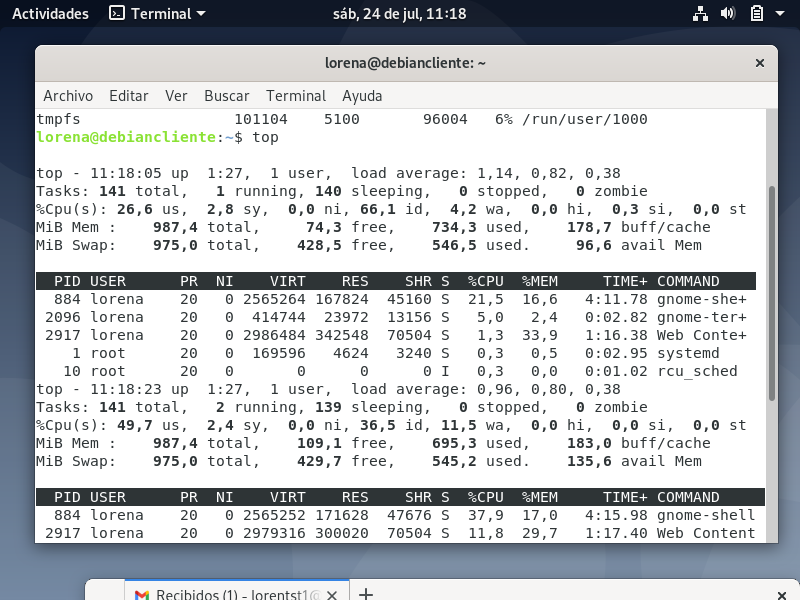 Actividades Terminal sáb, 24 de jul, 11:18
lorena@debiancliente: ~ ×
Archivo Editar Ver Buscar Terminal Ayuda
tmpfs 101104 5100 96004 6% /run/user/1000
lorena@debiancliente:~$ top
top - 11:18:05 up 1:27, 1 user, load average: 1,14, 0,82, 0,38
Tasks: 141 total, 1 running, 140 sleeping, 0 stopped, 0 zombie
%Cpu(s): 26,6 us, 2,8 sy, 0,0 ni, 66,1 id, 4,2 wa, 0,0 hi, 0,3 si, 0,0 st
MiB Mem : 987,4 total, 74,3 free, 734,3 used, 178,7 buff/cache
MiB Swap: 975,0 total, 428,5 free, 546,5 used. 96,6 avail Mem
PID USER PR NI VIRT RES SHR S %CPU %MEM TIME+ COMMAND
884 lorena 20 0 2565264 167824 45160 S 21,5 16,6 4:11.78 gnome-she+
2096 lorena 20 0 414744 23972 13156 S 5,0 2,4 0:02.82 gnome-ter+
2917 lorena 20 0 2986484 342548 70504 S 1,3 33,9 1:16.38 Web Conte+
1 root 20 0 169596 4624 3240 S 0,3 0,5 0:02.95 systemd
10 root 20 0 0 0 0 I 0,3 0,0 0:01.02 rcu_sched
top - 11:18:23 up 1:27, 1 user, load average: 0,96, 0,80, 0,38
Tasks: 141 total, 2 running, 139 sleeping, 0 stopped, 0 zombie
%Cpu(s): 49,7 us, 2,4 sy, 0,0 ni, 36,5 id, 11,5 wa, 0,0 hi, 0,0 si, 0,0 st
MiB Mem : 987,4 total, 109,1 free, 695,3 used, 183,0 buff/cache
MiB Swap: 975,0 total, 429,7 free, 545,2 used. 135,6 avail Mem
PID USER PR NI VIRT RES SHR S %CPU %MEM TIME+ COMMAND
884 lorena 20 0 2565252 171628 47676 S 37,9 17,0 4:15.98 gnome-shell
2917 lorena 20 0 2979316 300020 70504 S 11,8 29,7 1:17.40 Web Content
Recibidos (1) - lorentst1@ × + ×